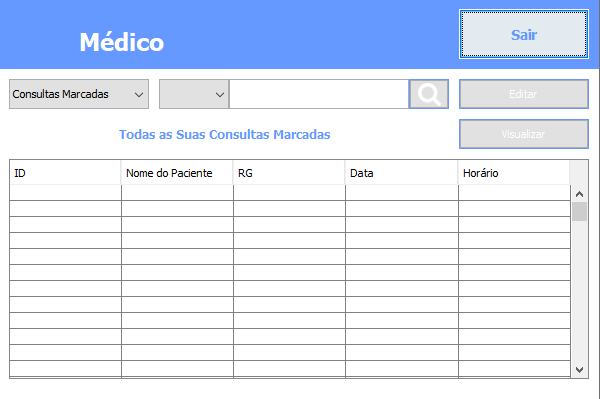 Médico
Sair
Consultas Marcadas
Editar
Todas as Suas Consultas Marcadas
Visualizar
ID
Nome do Paciente
RG
Data
Horário